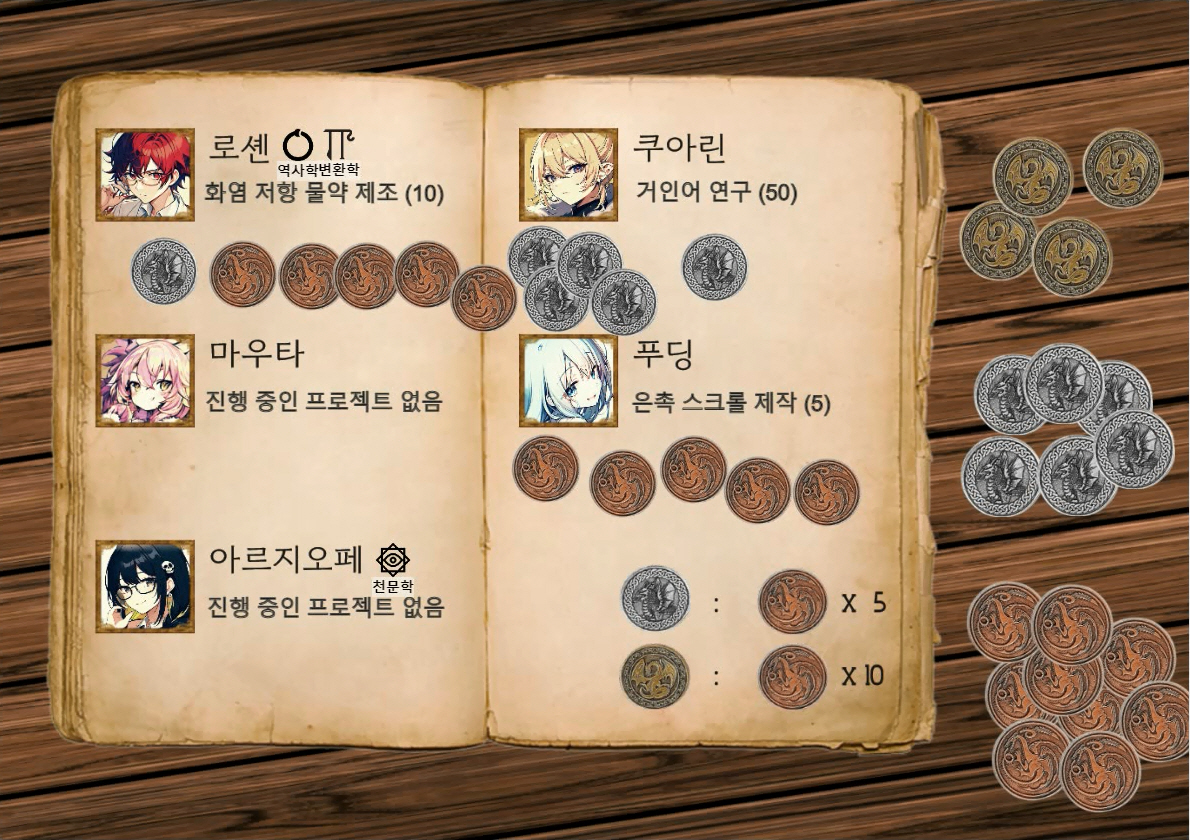 로셴
역사학변환학
화염 저항 물약 제조 (10)
마우타
진행 중인 프로젝트 없음
아르지오페
천문학
진행 중인 프로젝트 없음
쿠아린
거인어 연구 (50)
푸딩
은촉 스크롤 제작 (5)
: X 5
: X 10